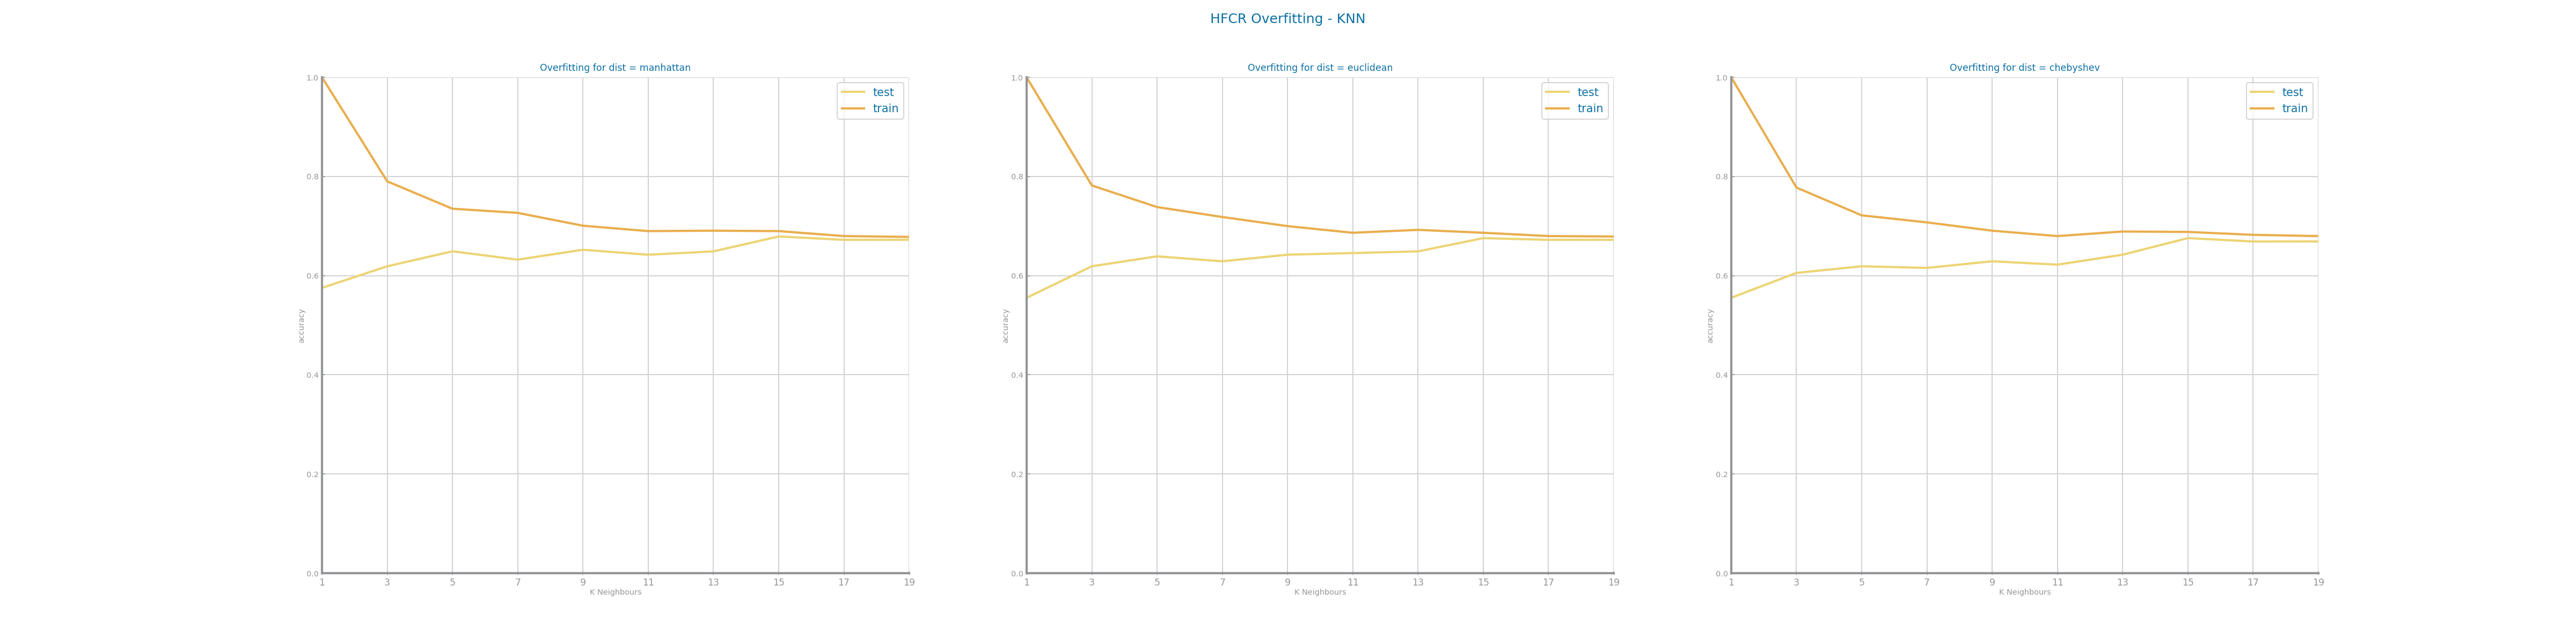 HFCR Overfitting - KNN
Overfitting for dist = manhattan
1.0
0.8
0.6
0.4
0.2
0.0
accuracy
test
train
1 3 5 7 9 11 13 15 17 19
K Neighbours
Overfitting for dist = euclidean
1.0
0.8
0.6
0.4
0.2
0.0
accuracy
test
train
1 3 5 7 9 11 13 15 17 19
K Neighbours
Overfitting for dist = chebyshev
1.0
0.8
0.6
0.4
0.2
0.0
accuracy
test
train
1 3 5 7 9 11 13 15 17 19
K Neighbours